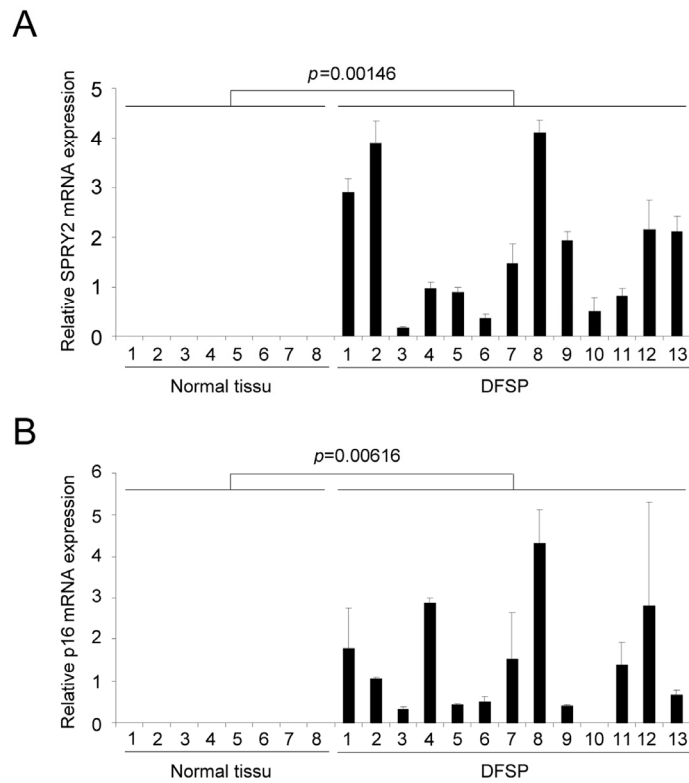 A
p=0.00146
Relative SPRY2 mRNA expression
5
4
3
2
1
0
1 2 3 4 5 6 7 8 1 2 3 4 5 6 7 8 9 10 11 12 13
Normal tissu DFSP
B
p=0.00616
Relative p16 mRNA expression
6
5
4
3
2
1
0
1 2 3 4 5 6 7 8 1 2 3 4 5 6 7 8 9 10 11 12 13
Normal tissu DFSP